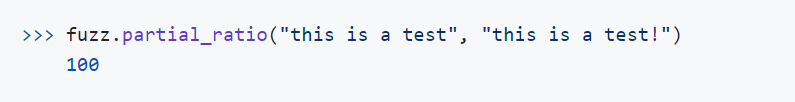 >>> fuzz.partial_ratio("this is a test", "this is a test!")
100